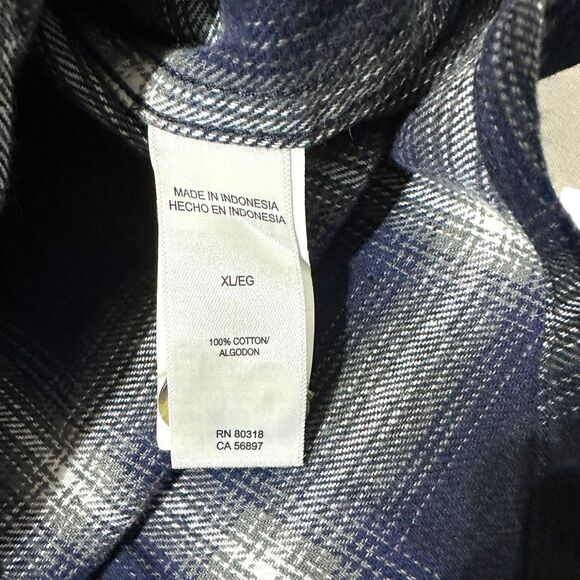 MADE IN INDONESIA
HECHO EN INDONESIA
XL/EG
100% COTTON/
ALGODON
RN 80318
CA 56897